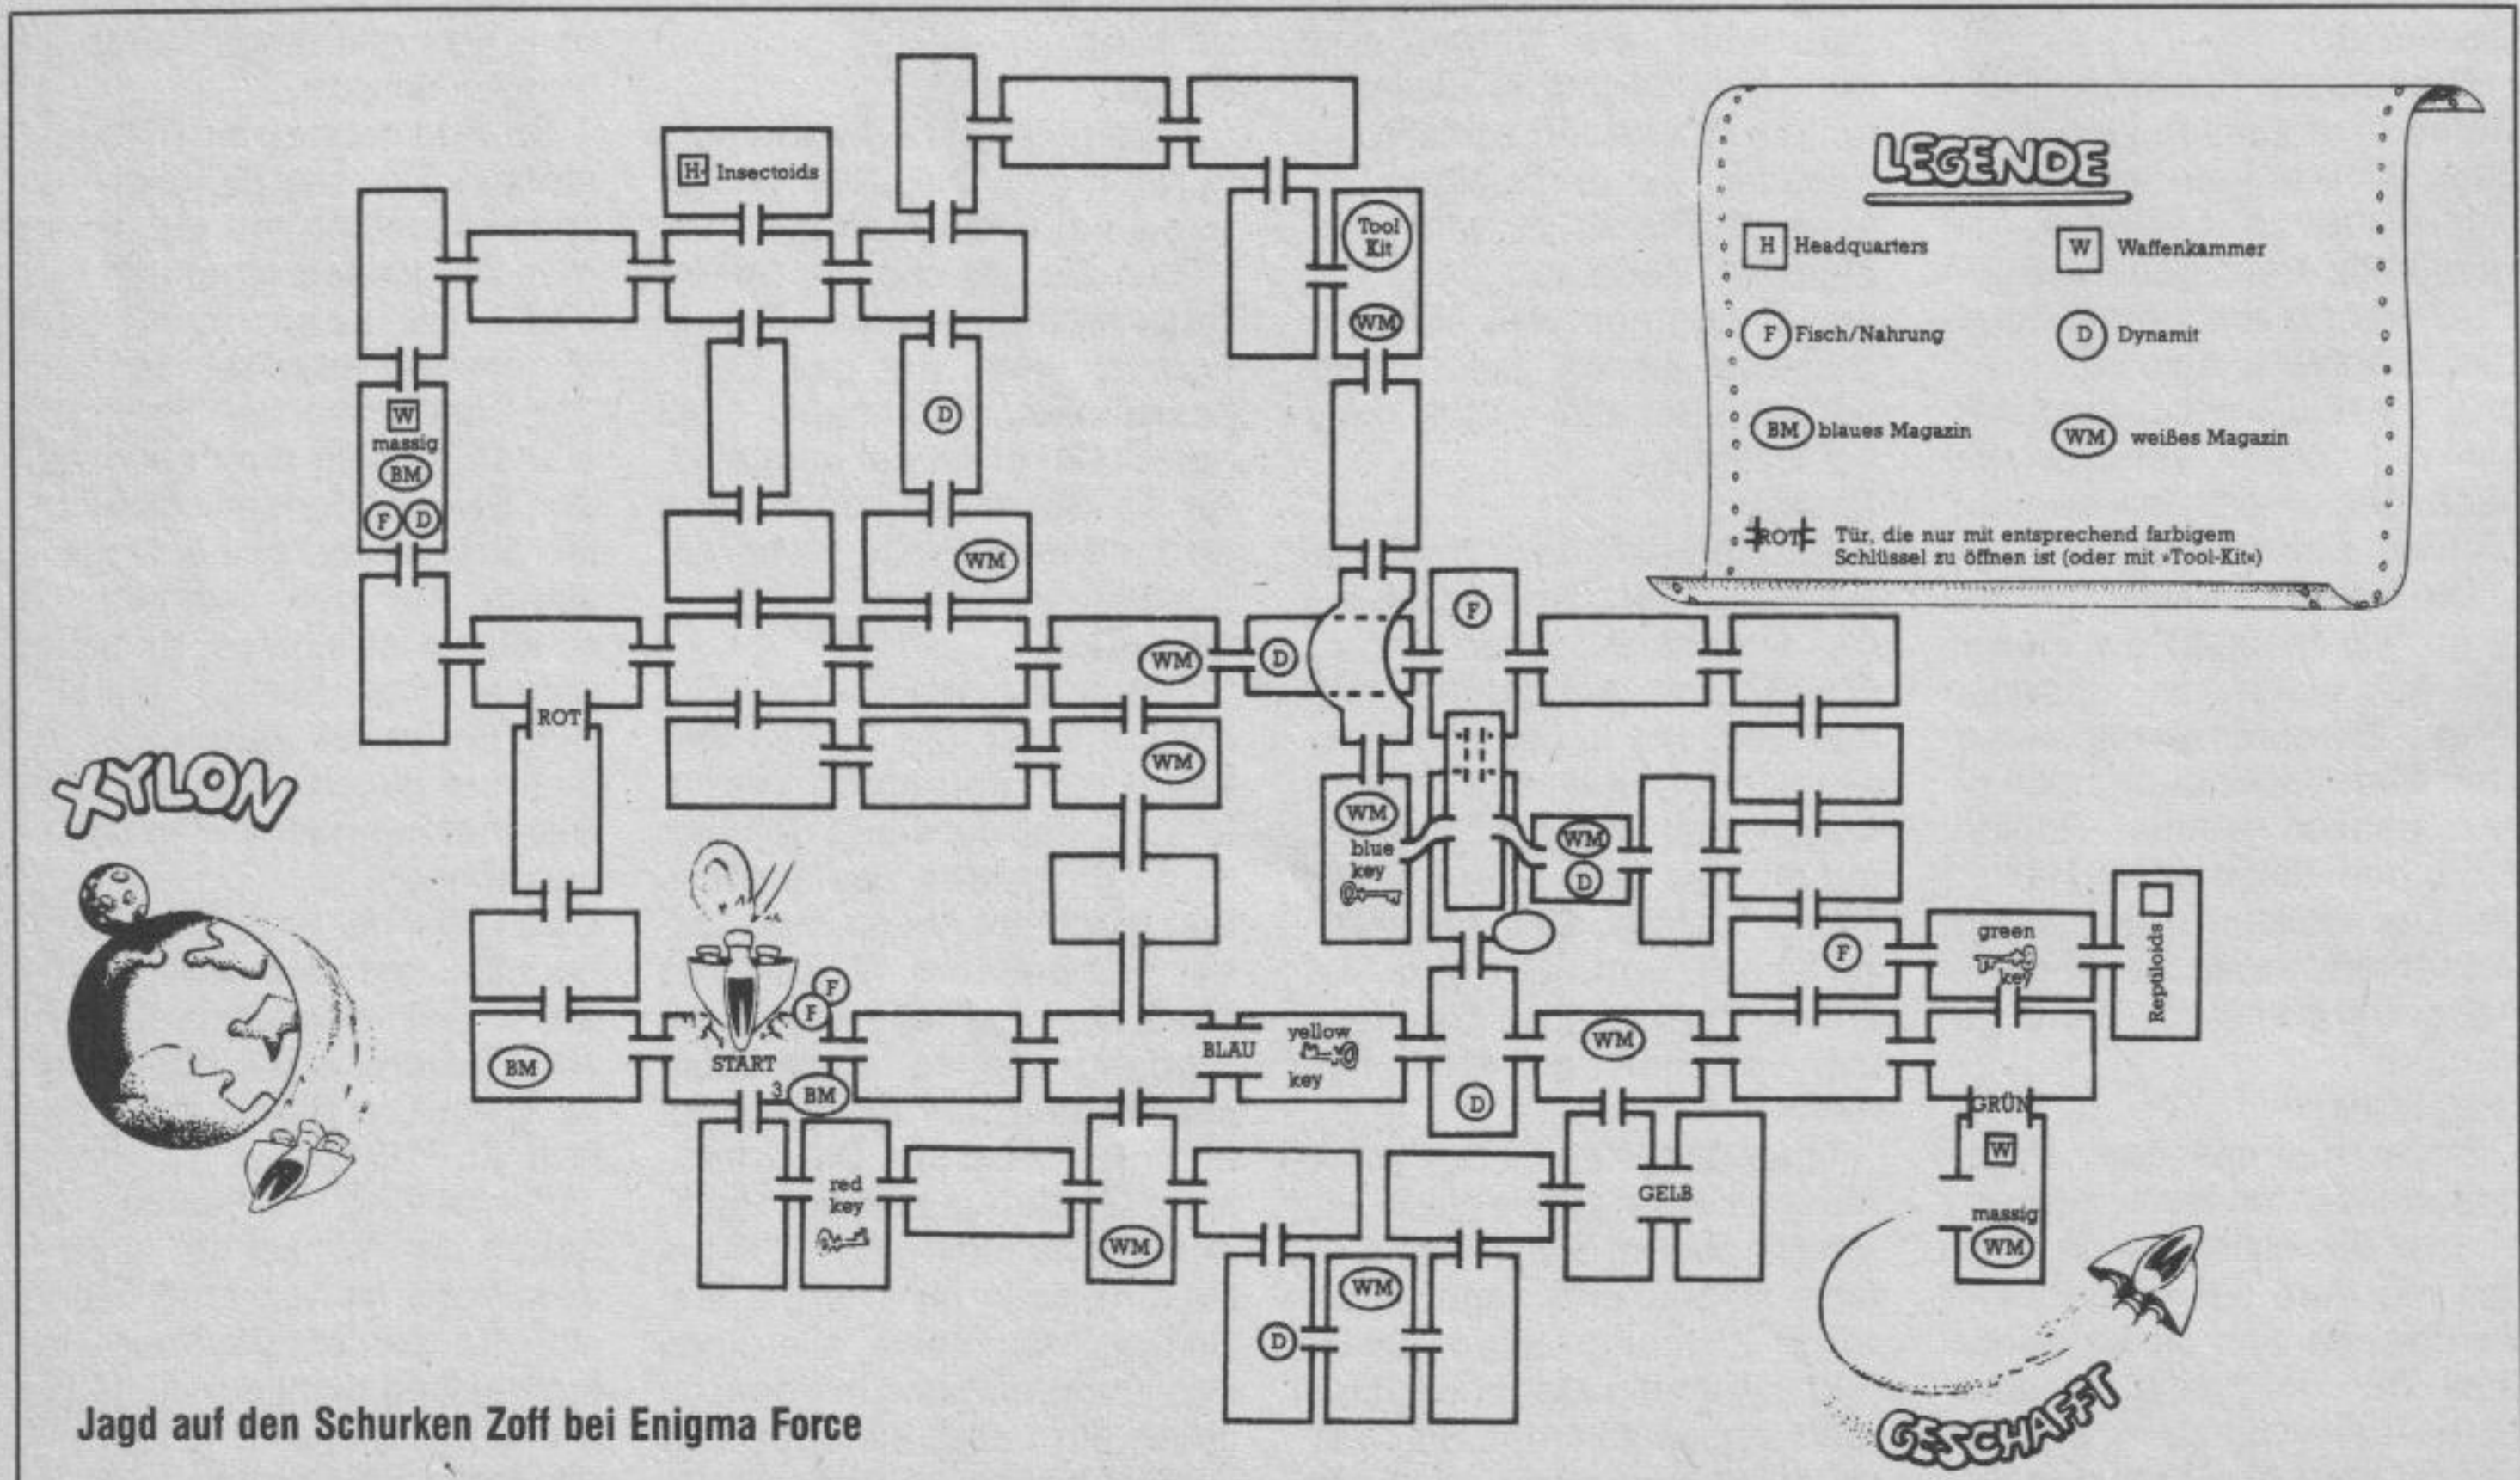 H Insectoids
Tool
Kit
WM
D
W
massig
BM
F D
WM
F
WM
D
ROT
WM
WM
blue
key
WM
D
F
green
key
Reptiloids
F
F
BM
START
3 BM
BLAU
yellow
key
D
WM
GRÜN
W
massig
WM
red
key
WM
GELB
D
WM
LEGENDE
H Headquarters
W Waffenkammer
F Fisch/Nahrung
D Dynamit
BM blaues Magazin
WM weißes Magazin
ROT Tür, die nur mit entsprechend farbigem
Schlüssel zu öffnen ist (oder mit »Tool-Kit«)
XYLON
GESCHAFFT
Jagd auf den Schurken Zoff bei Enigma Force